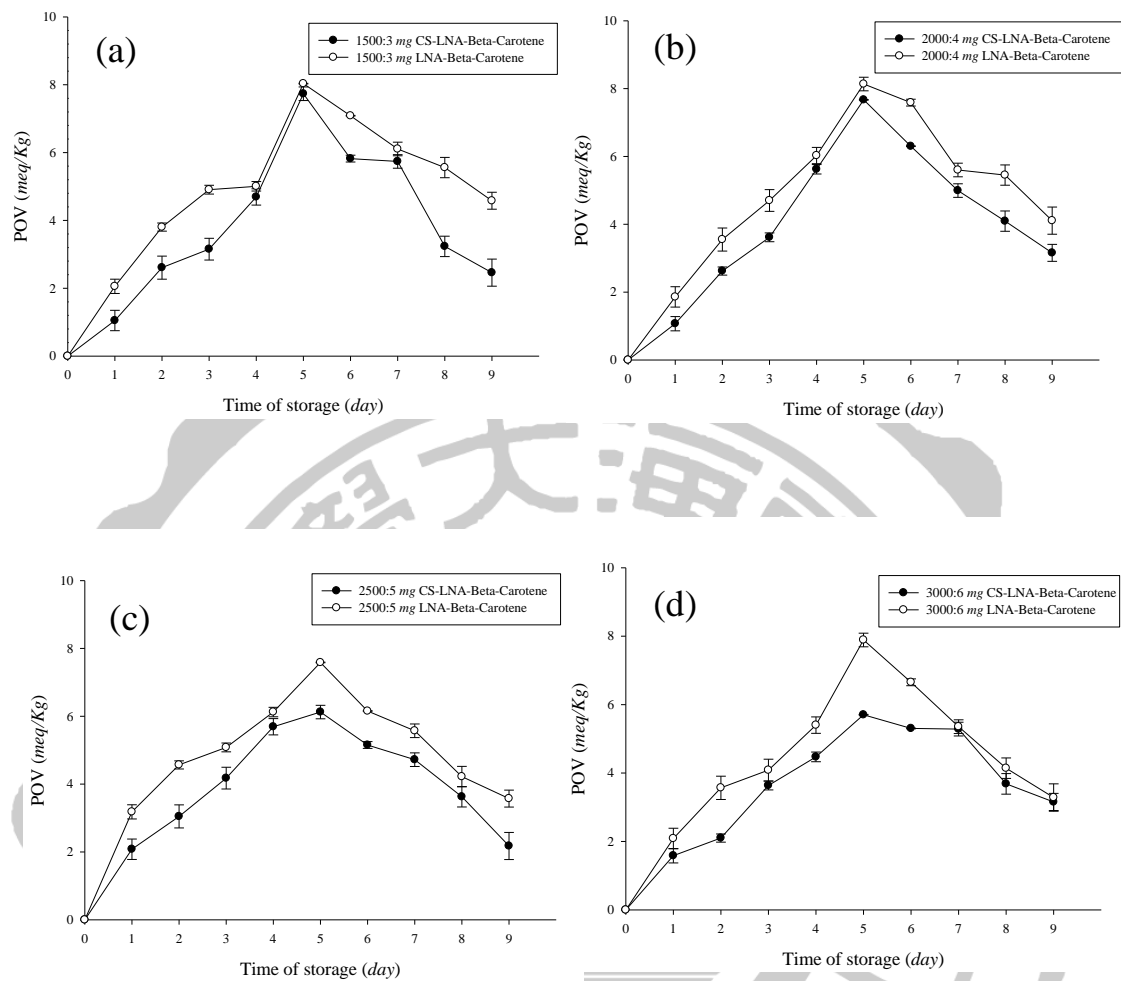 (a)
1500:3 mg CS-LNA-Beta-Carotene
1500:3 mg LNA-Beta-Carotene
POV (meq/Kg)
10
8
6
4
2
0
0 1 2 3 4 5 6 7 8 9
Time of storage (day)
(b)
2000:4 mg CS-LNA-Beta-Carotene
2000:4 mg LNA-Beta-Carotene
POV (meq/Kg)
10
8
6
4
2
0
0 1 2 3 4 5 6 7 8 9
Time of storage (day)
學大海
(c)
2500:5 mg CS-LNA-Beta-Carotene
2500:5 mg LNA-Beta-Carotene
POV (meq/Kg)
10
8
6
4
2
0
0 1 2 3 4 5 6 7 8 9
Time of storage (day)
(d)
3000:6 mg CS-LNA-Beta-Carotene
3000:6 mg LNA-Beta-Carotene
POV (meq/Kg)
10
8
6
4
2
0
0 1 2 3 4 5 6 7 8 9
Time of storage (day)